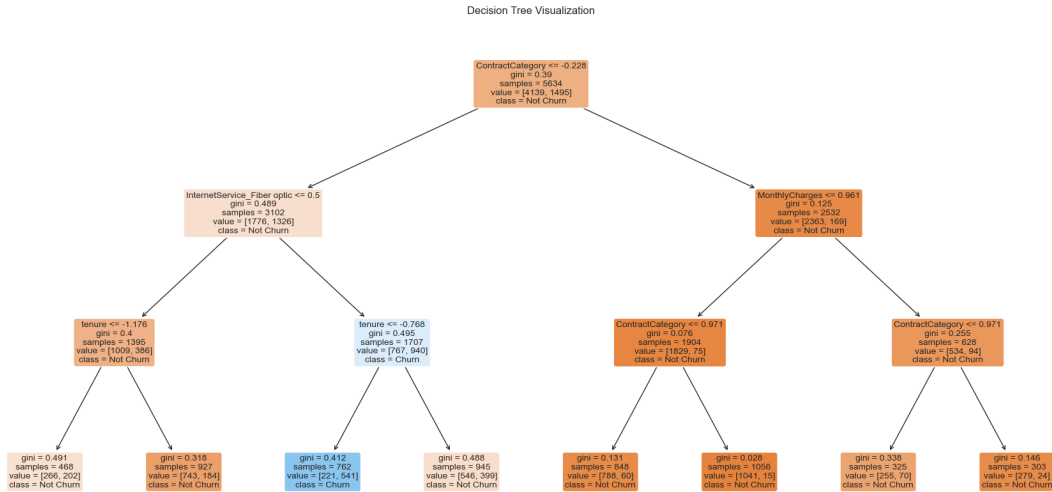 Decision Tree Visualization
ContractCategory <= -0.228
gini = 0.39
samples = 5634
value = [4139, 1495]
class = Not Churn
InternetService_Fiber optic <= 0.5
gini = 0.489
samples = 3102
value = [1776, 1326]
class = Not Churn
MonthlyCharges <= 0.961
gini = 0.125
samples = 2532
value = [2363, 169]
class = Not Churn
tenure <= -1.176
gini = 0.4
samples = 1395
value = [1009, 386]
class = Not Churn
tenure <= -0.768
gini = 0.495
samples = 1707
value = [767, 940]
class = Churn
ContractCategory <= 0.971
gini = 0.076
samples = 1904
value = [1829, 75]
class = Not Churn
ContractCategory <= 0.971
gini = 0.255
samples = 628
value = [534, 94]
class = Not Churn
gini = 0.491
samples = 468
value = [266, 202]
class = Not Churn
gini = 0.318
samples = 927
value = [743, 184]
class = Not Churn
gini = 0.412
samples = 762
value = [221, 541]
class = Churn
gini = 0.488
samples = 945
value = [546, 399]
class = Not Churn
gini = 0.131
samples = 848
value = [788, 60]
class = Not Churn
gini = 0.028
samples = 1056
value = [1041, 15]
class = Not Churn
gini = 0.338
samples = 325
value = [255, 70]
class = Not Churn
gini = 0.146
samples = 303
value = [279, 24]
class = Not Churn